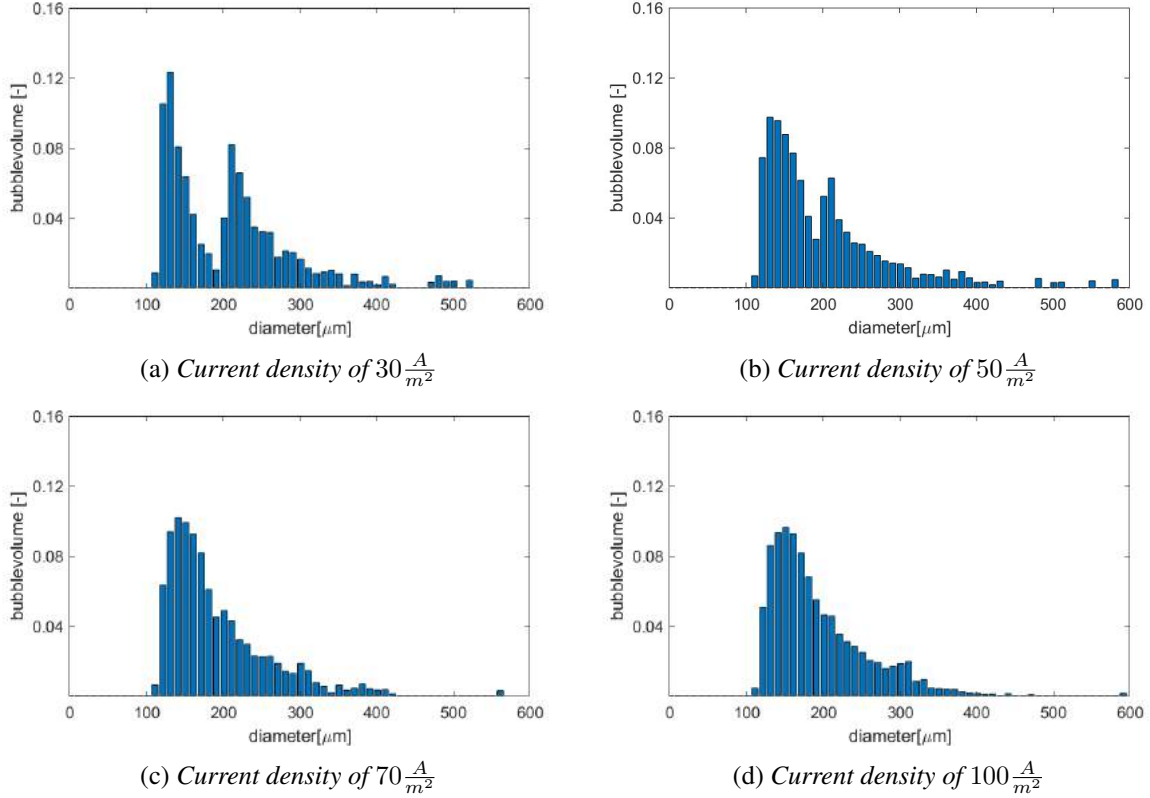 0.16
0.12
0.08
0.04
bubblevolume [-]
0 100 200 300 400 500 600
diameter[μm]
(a) Current density of 30 A/m²
0.16
0.12
0.08
0.04
bubblevolume [-]
0 100 200 300 400 500 600
diameter[μm]
(b) Current density of 50 A/m²
0.16
0.12
0.08
0.04
bubblevolume [-]
0 100 200 300 400 500 600
diameter[μm]
(c) Current density of 70 A/m²
0.16
0.12
0.08
0.04
bubblevolume [-]
0 100 200 300 400 500 600
diameter[μm]
(d) Current density of 100 A/m²